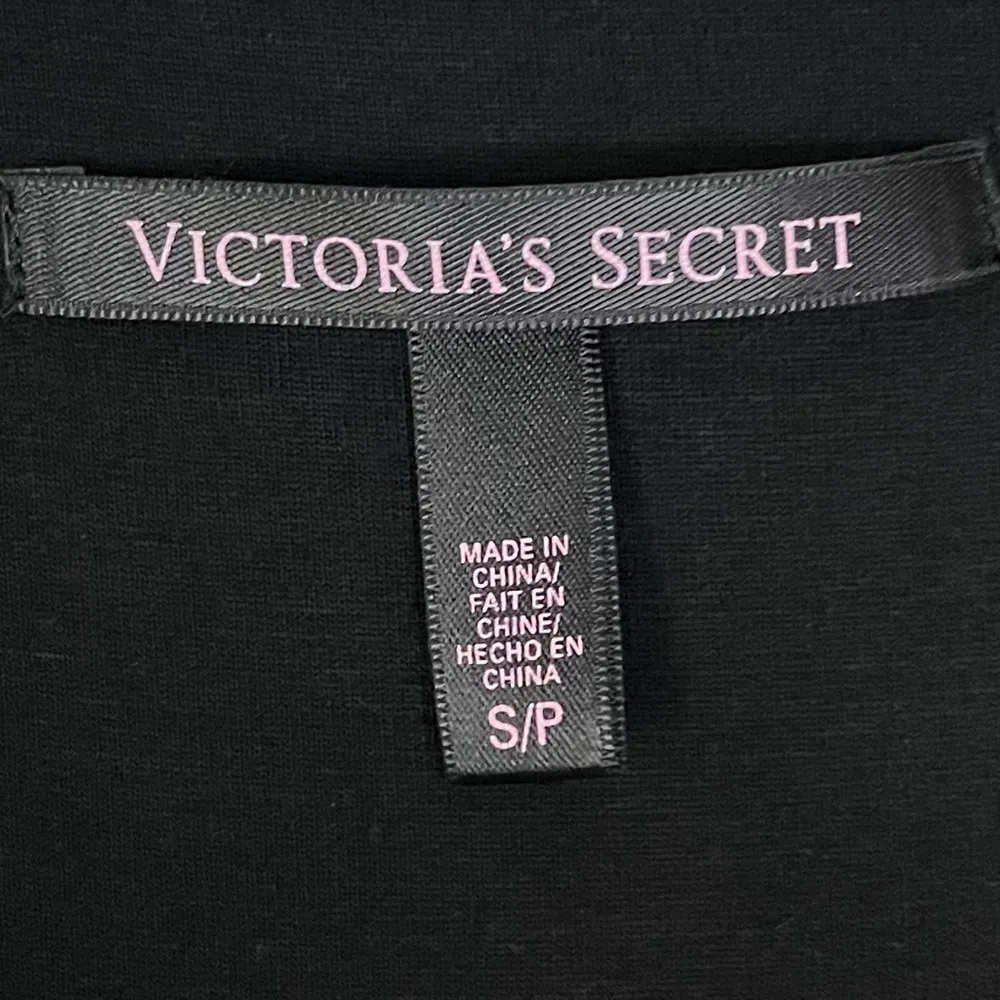 VICTORIA'S SECRET
MADE IN
CHINA/
FAIT EN
CHINE/
HECHO EN
CHINA
S/P